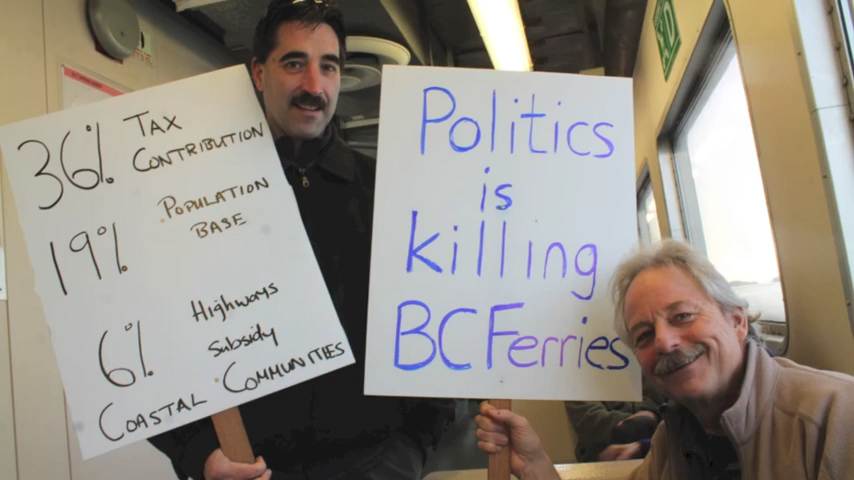 36% TAX
CONTRIBUTION
19% POPULATION
BASE
6% HIGHWAYS
SUBSIDY
COASTAL COMMUNITIES
Politics
is
killing
BC Ferries